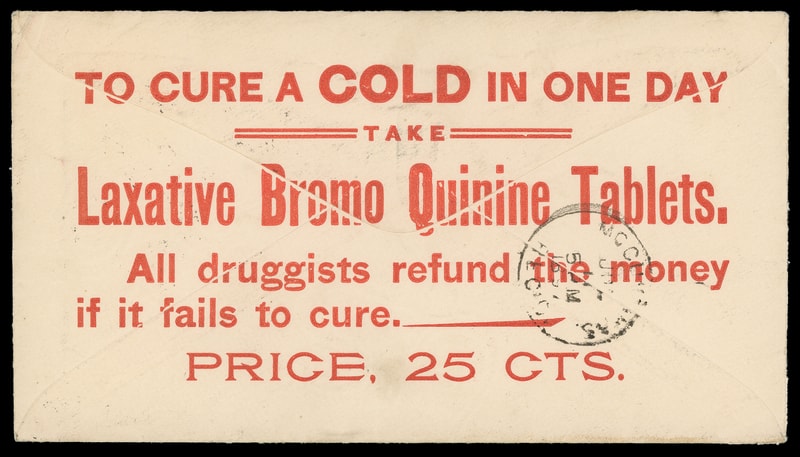 TO CURE A COLD IN ONE DAY
TAKE
Laxative Bromo Quinine Tablets.
All druggists refund the money
if it fails to cure.
PRICE, 25 CTS.